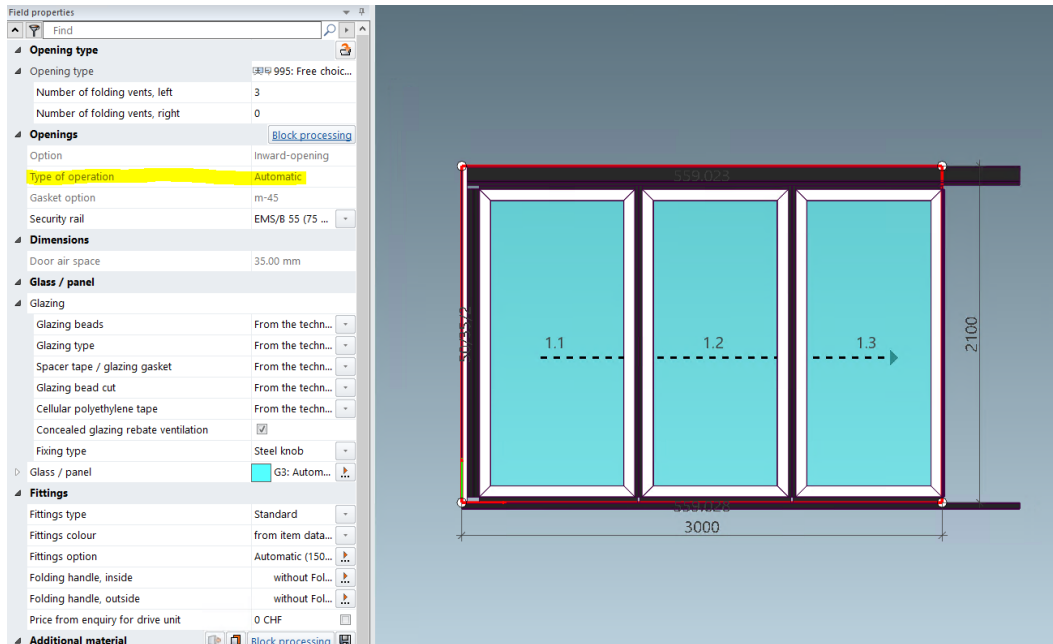 Field properties
Find
Opening type
Opening type 995: Free choic...
Number of folding vents, left 3
Number of folding vents, right 0
Openings Block processing
Option Inward-opening
Type of operation Automatic
Gasket option m-45
Security rail EMS/B 55 (75 ...
Dimensions
Door air space 35.00 mm
Glass / panel
Glazing
Glazing beads From the techn...
Glazing type From the techn...
Spacer tape / glazing gasket From the techn...
Glazing bead cut From the techn...
Cellular polyethylene tape From the techn...
Concealed glazing rebate ventilation
Fixing type Steel knob
Glass / panel G3: Autom...
Fittings
Fittings type Standard
Fittings colour from item data...
Fittings option Automatic (150...
Folding handle, inside without Fol...
Folding handle, outside without Fol...
Price from enquiry for drive unit 0 CHF
Additional material Block processing
559.023
1.1 1.2 1.3
2100
3000